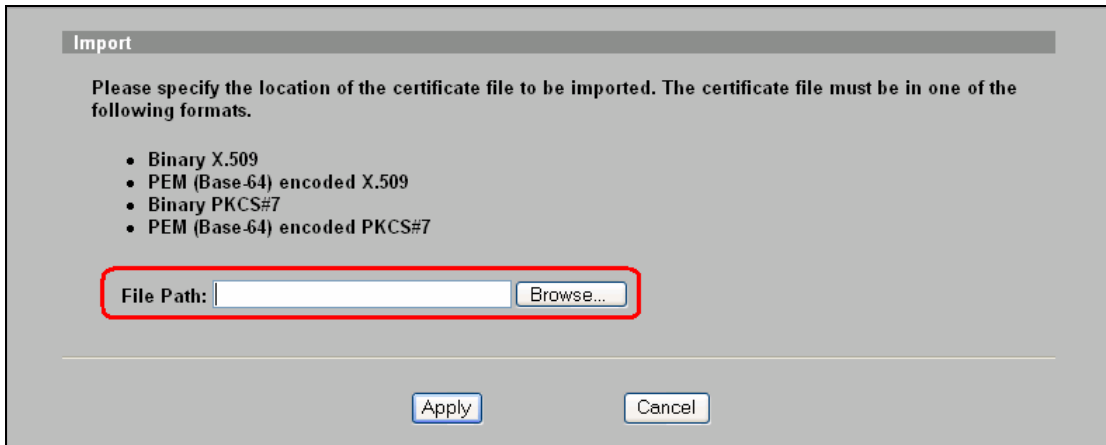 Import
Please specify the location of the certificate file to be imported. The certificate file must be in one of the
following formats.
• Binary X.509
• PEM (Base-64) encoded X.509
• Binary PKCS#7
• PEM (Base-64) encoded PKCS#7
File Path: Browse...
Apply Cancel